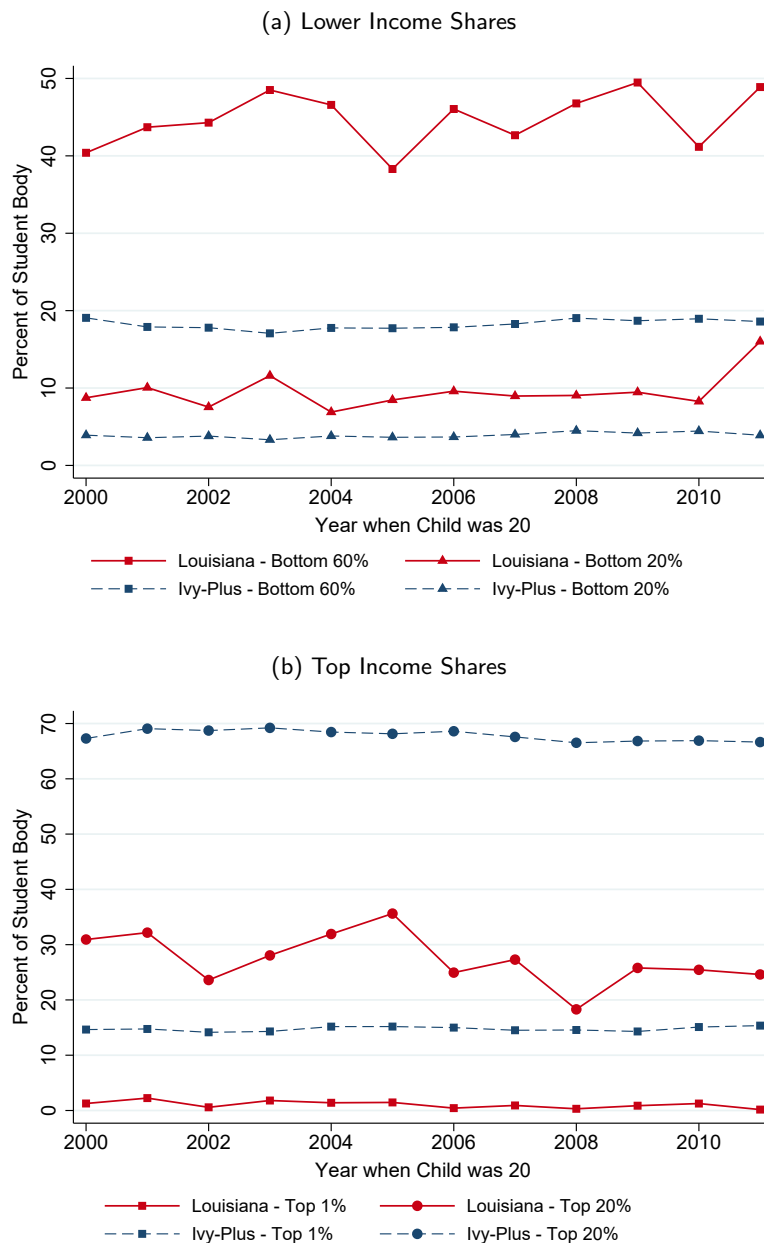 (a) Lower Income Shares
Percent of Student Body
50
40
30
20
10
0
2000 2002 2004 2006 2008 2010
Year when Child was 20
Louisiana - Bottom 60% Louisiana - Bottom 20%
Ivy-Plus - Bottom 60% Ivy-Plus - Bottom 20%
(b) Top Income Shares
Percent of Student Body
70
60
50
40
30
20
10
0
2000 2002 2004 2006 2008 2010
Year when Child was 20
Louisiana - Top 1% Louisiana - Top 20%
Ivy-Plus - Top 1% Ivy-Plus - Top 20%